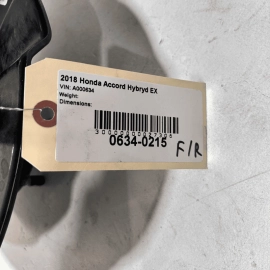 2018 Honda Accord Hybryd EX
VIN: A000634
Weight:
Dimensions:
0634-0215
F/R